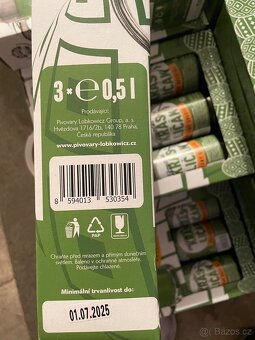 3× ℮ 0,5 l
Prodávající:
Pivovary Lobkowicz Group, a. s.
Hvězdova 1716/2b, 140 78 Praha,
Česká republika
www.pivovary-lobkowicz.cz
8 594013 530354
PAP
Chraňte před mrazem a přímým slunečním
světlem. Baleno v ochranné atmosféře.
Podávejte chlazené.
Minimální trvanlivost do:
01.07.2025
Bazoš.cz